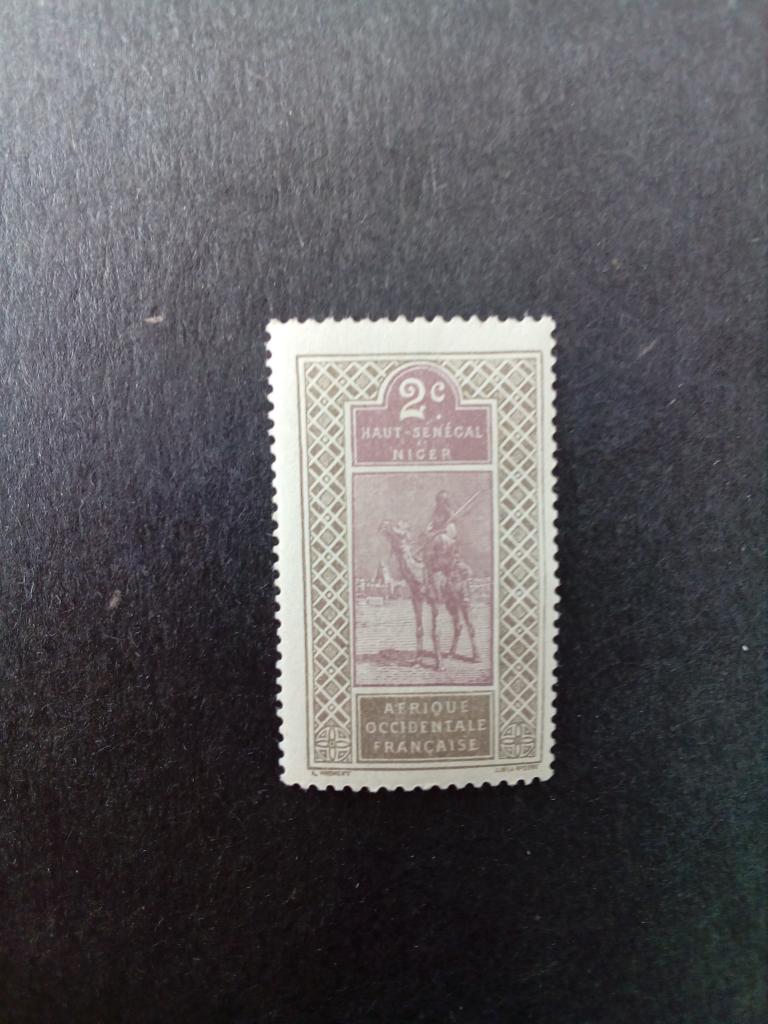 2c.
HAUT-SÉNÉGAL
NIGER
AFRIQUE
OCCIDENTALE
FRANÇAISE